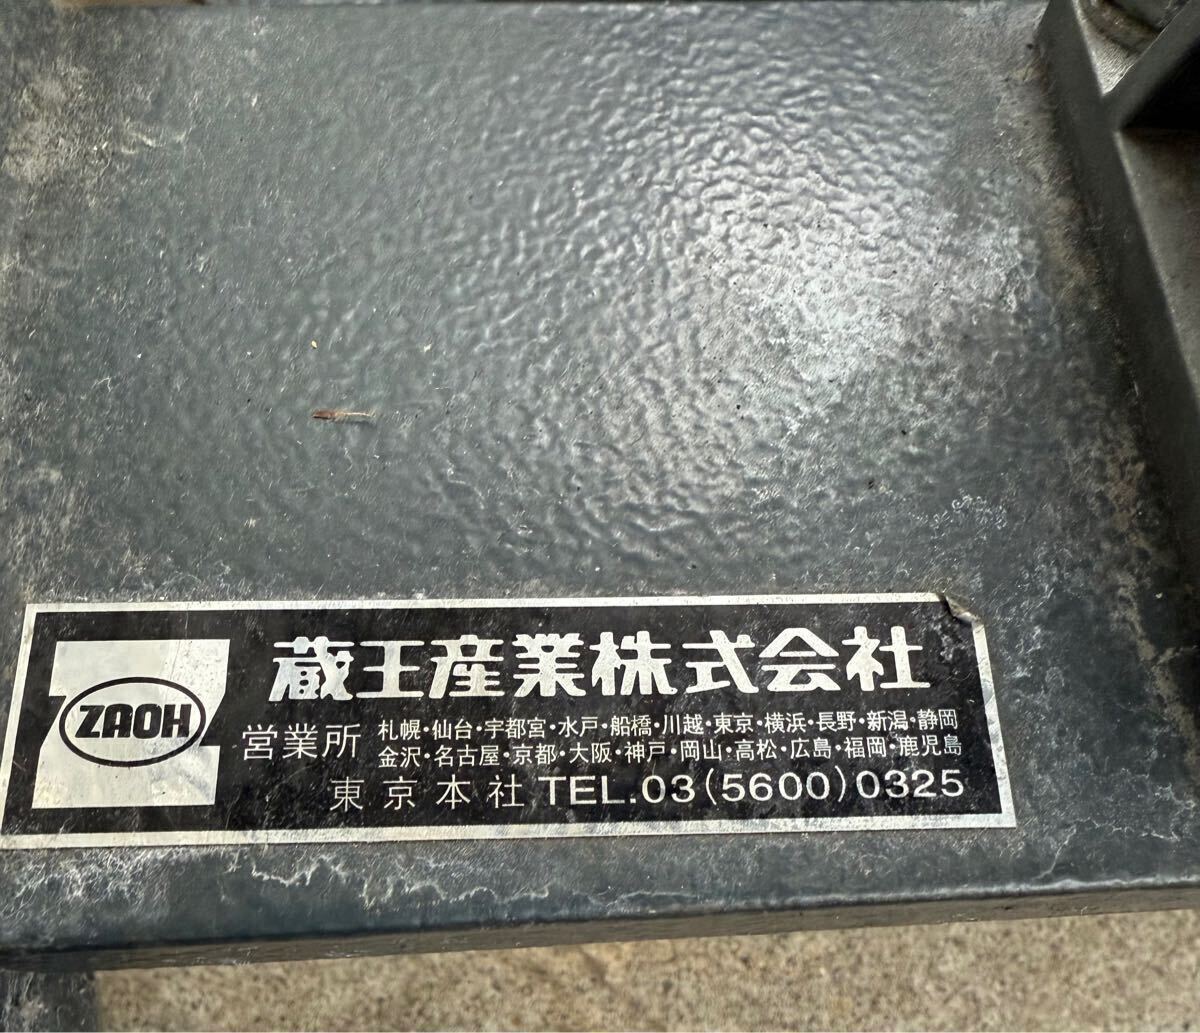 ZAOH
蔵王産業株式会社
営業所
札幌・仙台・宇都宮・水戸・船橋・川越・東京・横浜・長野・新潟・静岡
金沢・名古屋・京都・大阪・神戸・岡山・高松・広島・福岡・鹿児島
東京本社 TEL.03(5600)0325